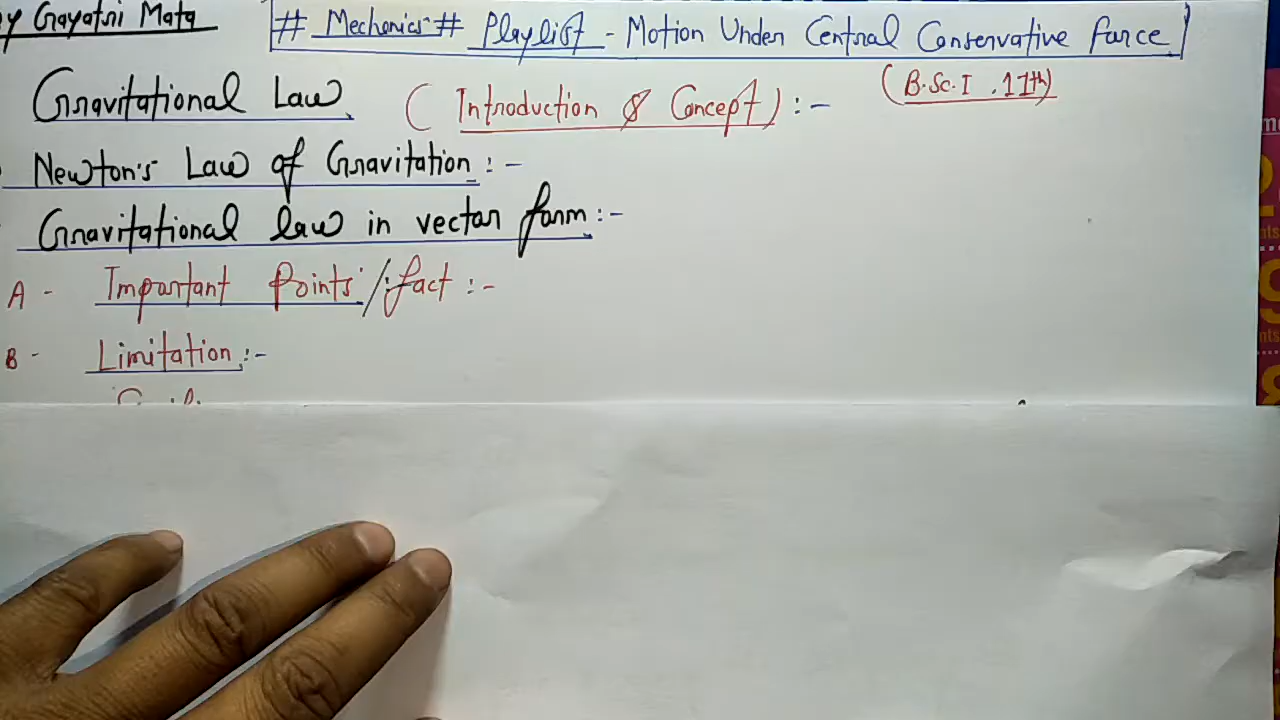 y Gayatri Mata
# Mechanics # Playlist - Motion Under Central Conservative Force
Gravitational Law ( Introduction & Concept ) : -
(B.Sc. I , 11th)
Newton's Law of Gravitation : -
Gravitational law in vector form : -
A - Important Points / fact : -
B - Limitation : -